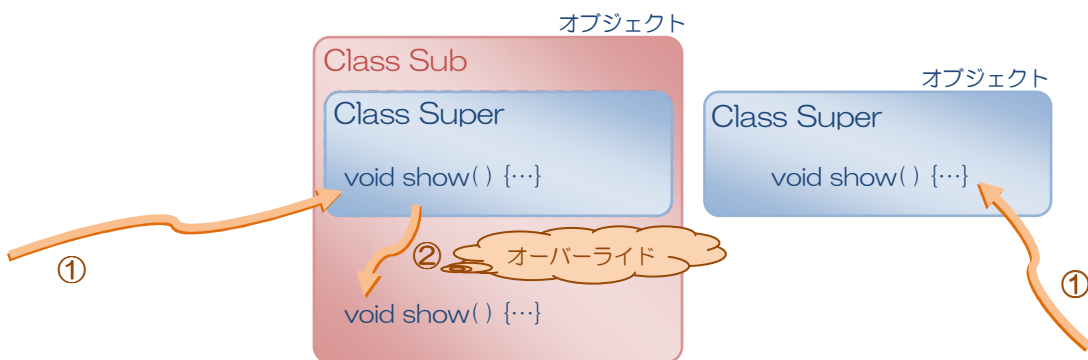 オブジェクト
Class Sub
Class Super
void show( ) {…}
①
②
オーバーライド
void show( ) {…}
オブジェクト
Class Super
void show( ) {…}
①